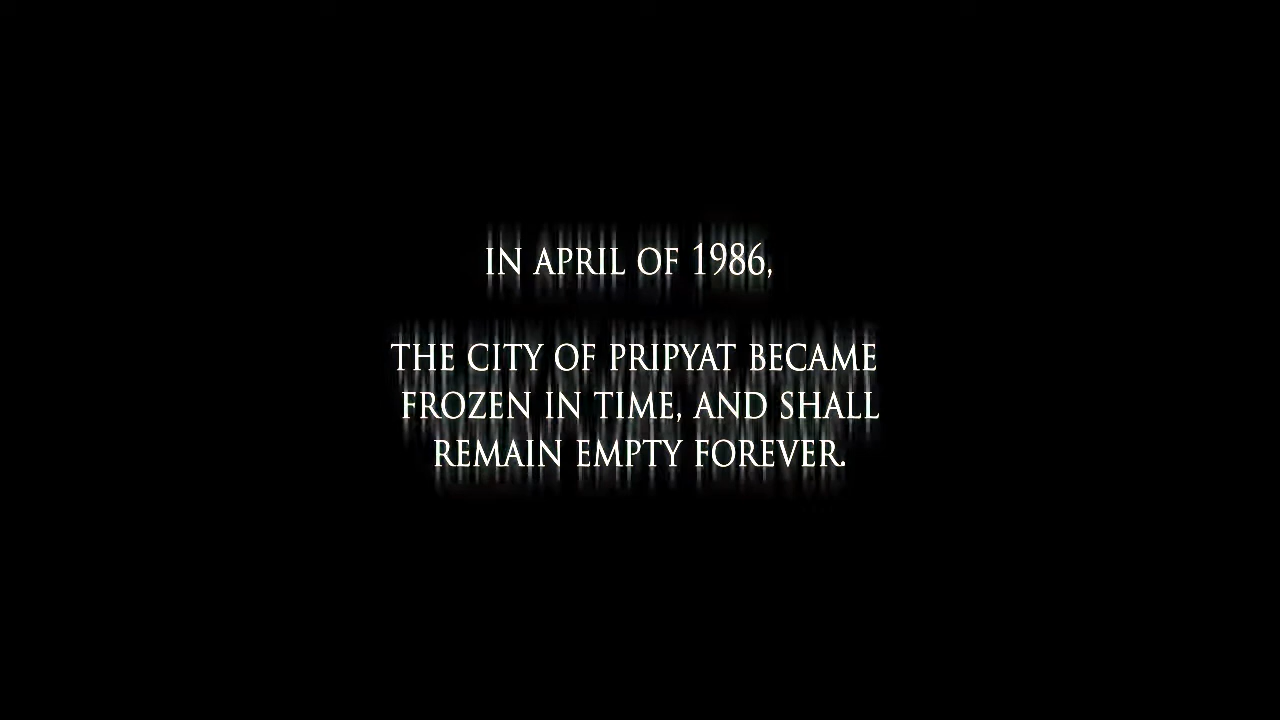 IN APRIL OF 1986,
THE CITY OF PRIPYAT BECAME
FROZEN IN TIME, AND SHALL
REMAIN EMPTY FOREVER.